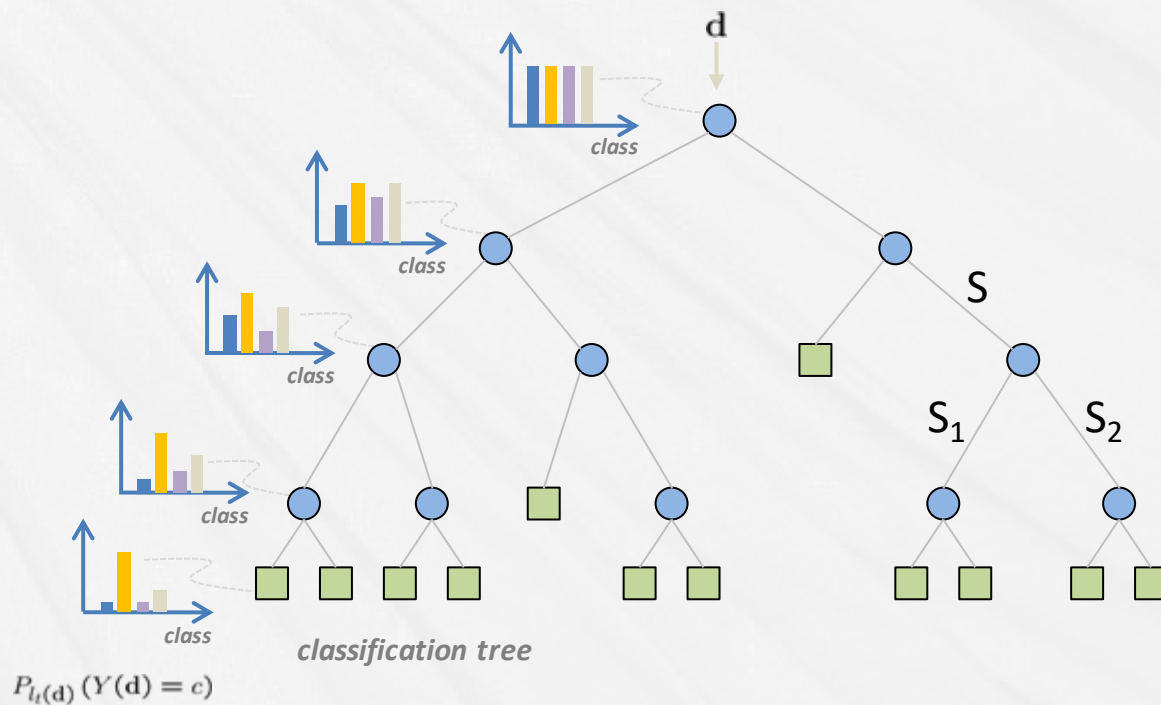 d
class
class
S
class
S₁
S₂
class
class
classification tree
P_{l_t(d)} (Y(d) = c)